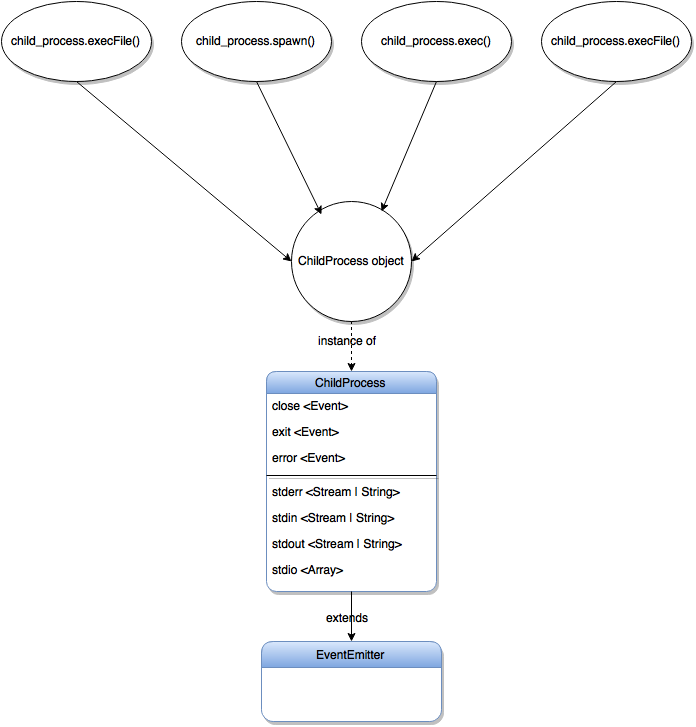 child_process.execFile()
child_process.spawn()
child_process.exec()
child_process.execFile()
ChildProcess object
instance of
ChildProcess
close <Event>
exit <Event>
error <Event>
stderr <Stream | String>
stdin <Stream | String>
stdout <Stream | String>
stdio <Array>
extends
EventEmitter